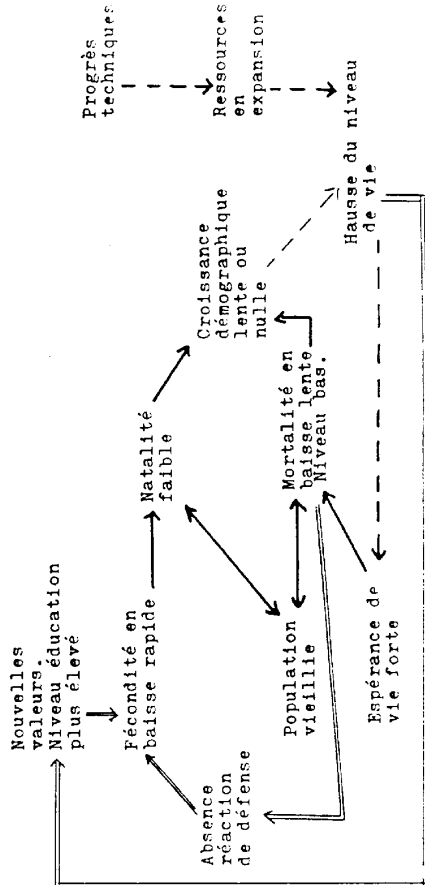 Nouvelles
valeurs.
Niveau éducation
plus élevé
Fécondité en
baisse rapide
Absence
réaction
de défense
Natalité
faible
Population
vieillie
Croissance
démographique
lente ou
nulle
Mortalité en
baisse lente
Niveau bas.
Espérance de
vie forte
Progrès
techniques
Ressources
en
expansion
Hausse du niveau
de vie